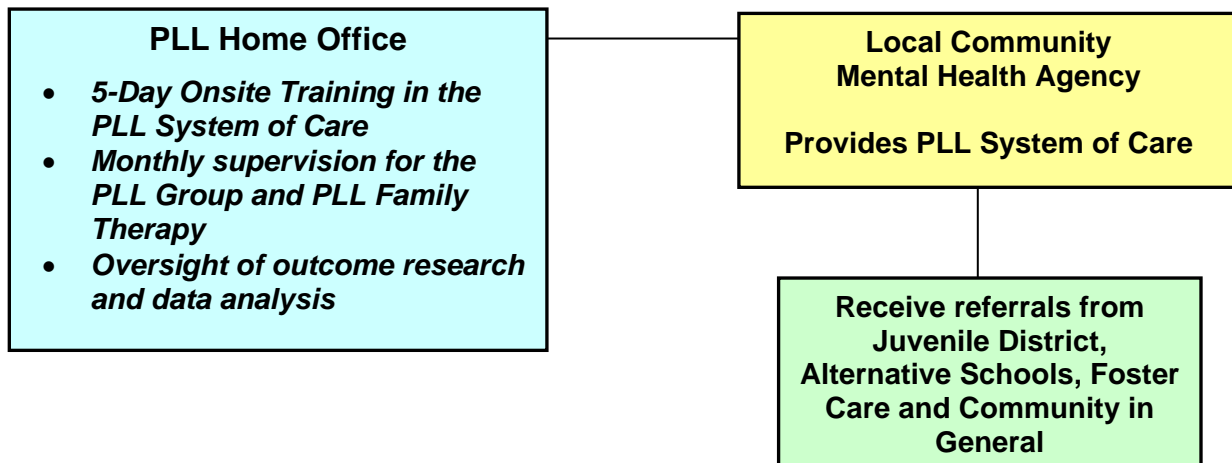 PLL Home Office
• 5-Day Onsite Training in the
PLL System of Care
• Monthly supervision for the
PLL Group and PLL Family
Therapy
• Oversight of outcome research
and data analysis
Local Community
Mental Health Agency
Provides PLL System of Care
Receive referrals from
Juvenile District,
Alternative Schools, Foster
Care and Community in
General